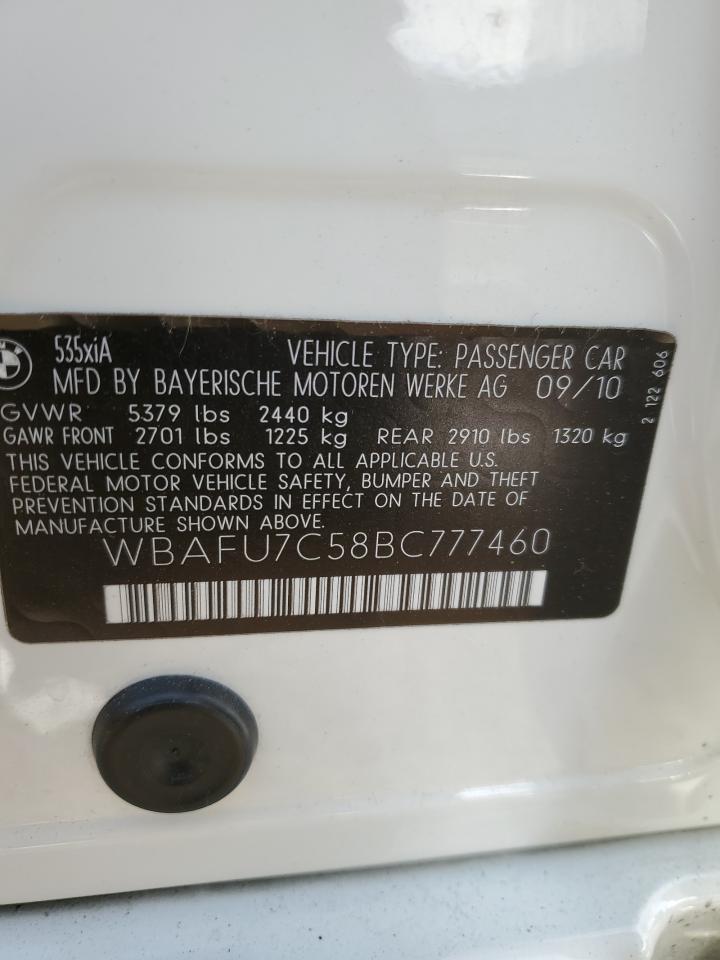 535xiA VEHICLE TYPE: PASSENGER CAR
MFD BY BAYERISCHE MOTOREN WERKE AG 09/10
GVWR 5379 lbs 2440 kg
GAWR FRONT 2701 lbs 1225 kg REAR 2910 lbs 1320 kg
THIS VEHICLE CONFORMS TO ALL APPLICABLE U.S.
FEDERAL MOTOR VEHICLE SAFETY, BUMPER AND THEFT
PREVENTION STANDARDS IN EFFECT ON THE DATE OF
MANUFACTURE SHOWN ABOVE.
WBAFU7C58BC777460
2 122 606